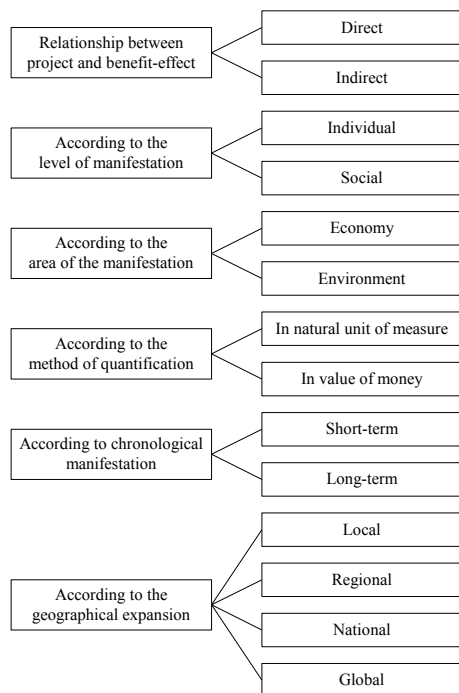 Relationship between
project and benefit-effect
Direct
Indirect
According to the
level of manifestation
Individual
Social
According to the
area of the manifestation
Economy
Environment
According to the
method of quantification
In natural unit of measure
In value of money
According to chronological
manifestation
Short-term
Long-term
According to the
geographical expansion
Local
Regional
National
Global